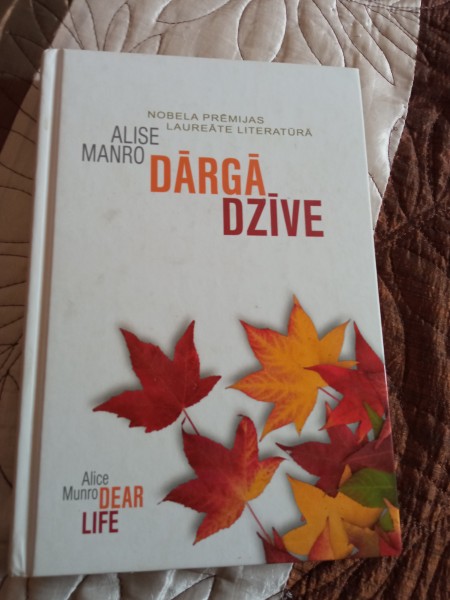 NOBELA PRĒMIJAS
LAUREĀTE LITERATŪRĀ
ALISE
MANRO
DĀRGĀ
DZĪVE
Alice
Munro
DEAR
LIFE